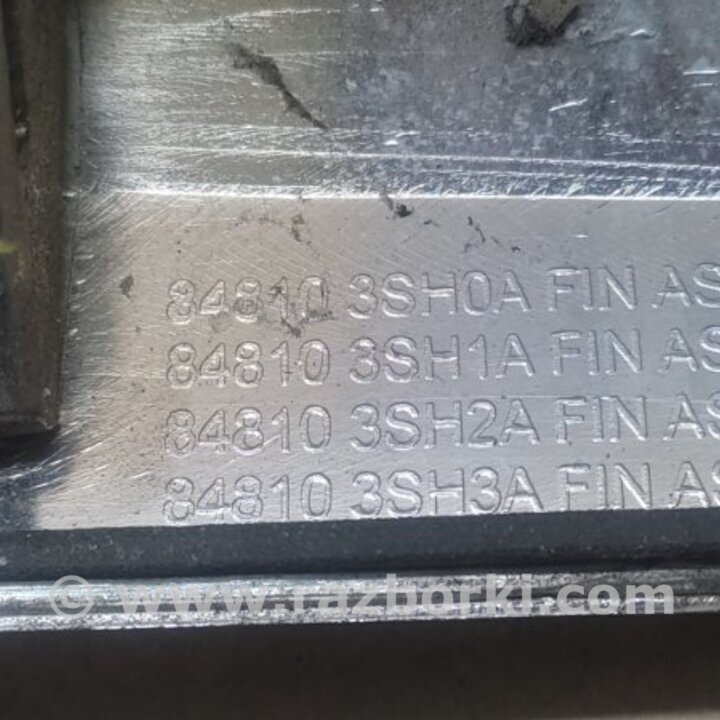 84810 3SH0A FIN AS
84810 3SH1A FIN AS
84810 3SH2A FIN AS
84810 3SH3A FIN AS
© www.razborki.com